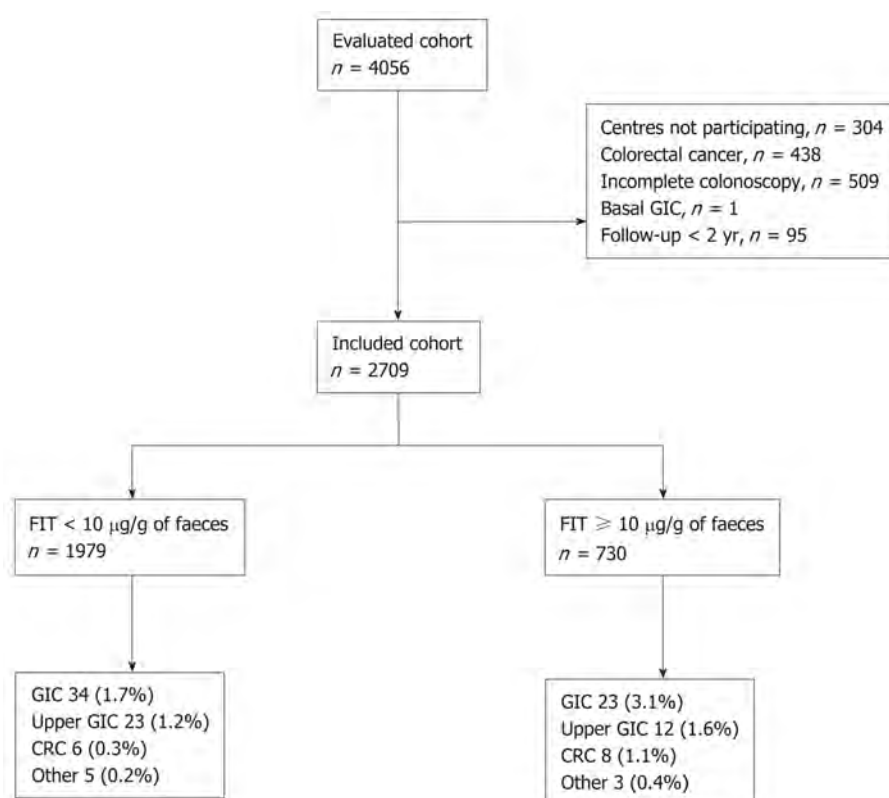 Evaluated cohort
n = 4056
Centres not participating, n = 304
Colorectal cancer, n = 438
Incomplete colonoscopy, n = 509
Basal GIC, n = 1
Follow-up < 2 yr, n = 95
Included cohort
n = 2709
FIT < 10 μg/g of faeces
n = 1979
FIT ⩾ 10 μg/g of faeces
n = 730
GIC 34 (1.7%)
Upper GIC 23 (1.2%)
CRC 6 (0.3%)
Other 5 (0.2%)
GIC 23 (3.1%)
Upper GIC 12 (1.6%)
CRC 8 (1.1%)
Other 3 (0.4%)